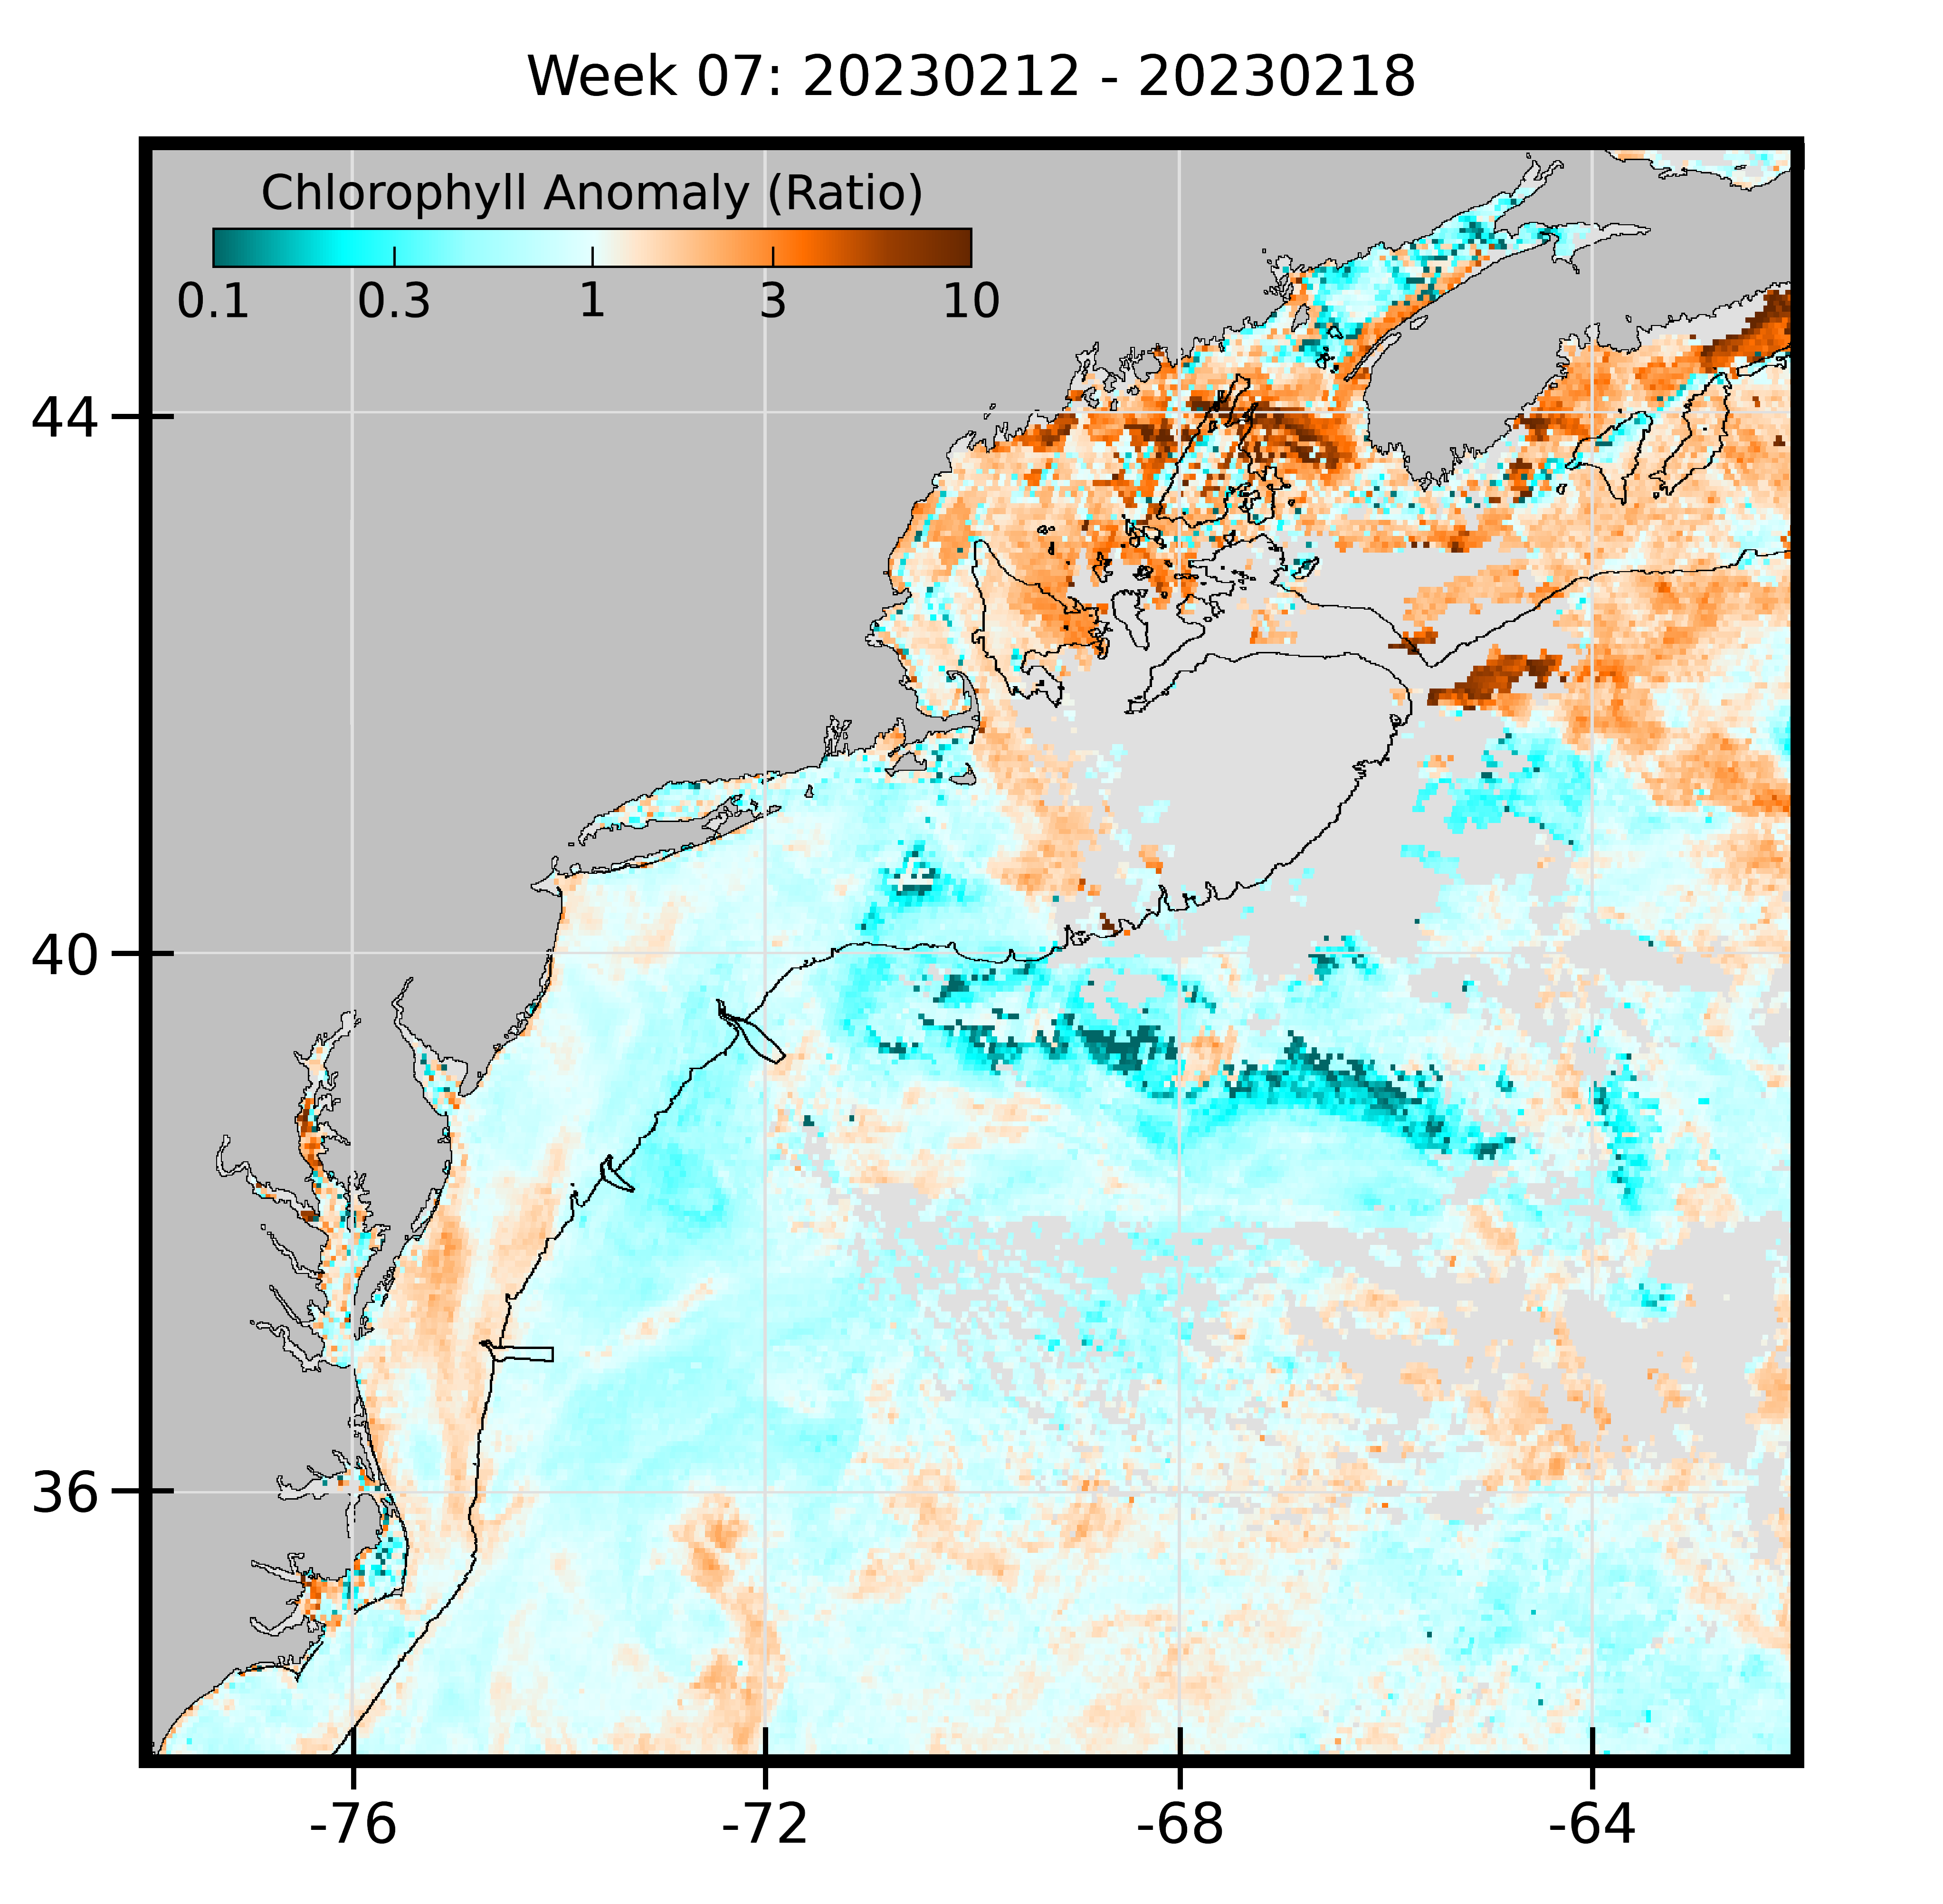 Week 07: 20230212 - 20230218
Chlorophyll Anomaly (Ratio)
0.1 0.3 1 3 10
44
40
36
-76 -72 -68 -64